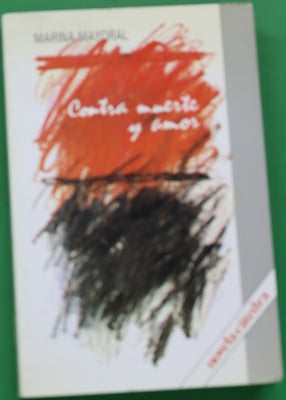 MARINA MAYORAL
Contra muerte
y amor
novela cátedra